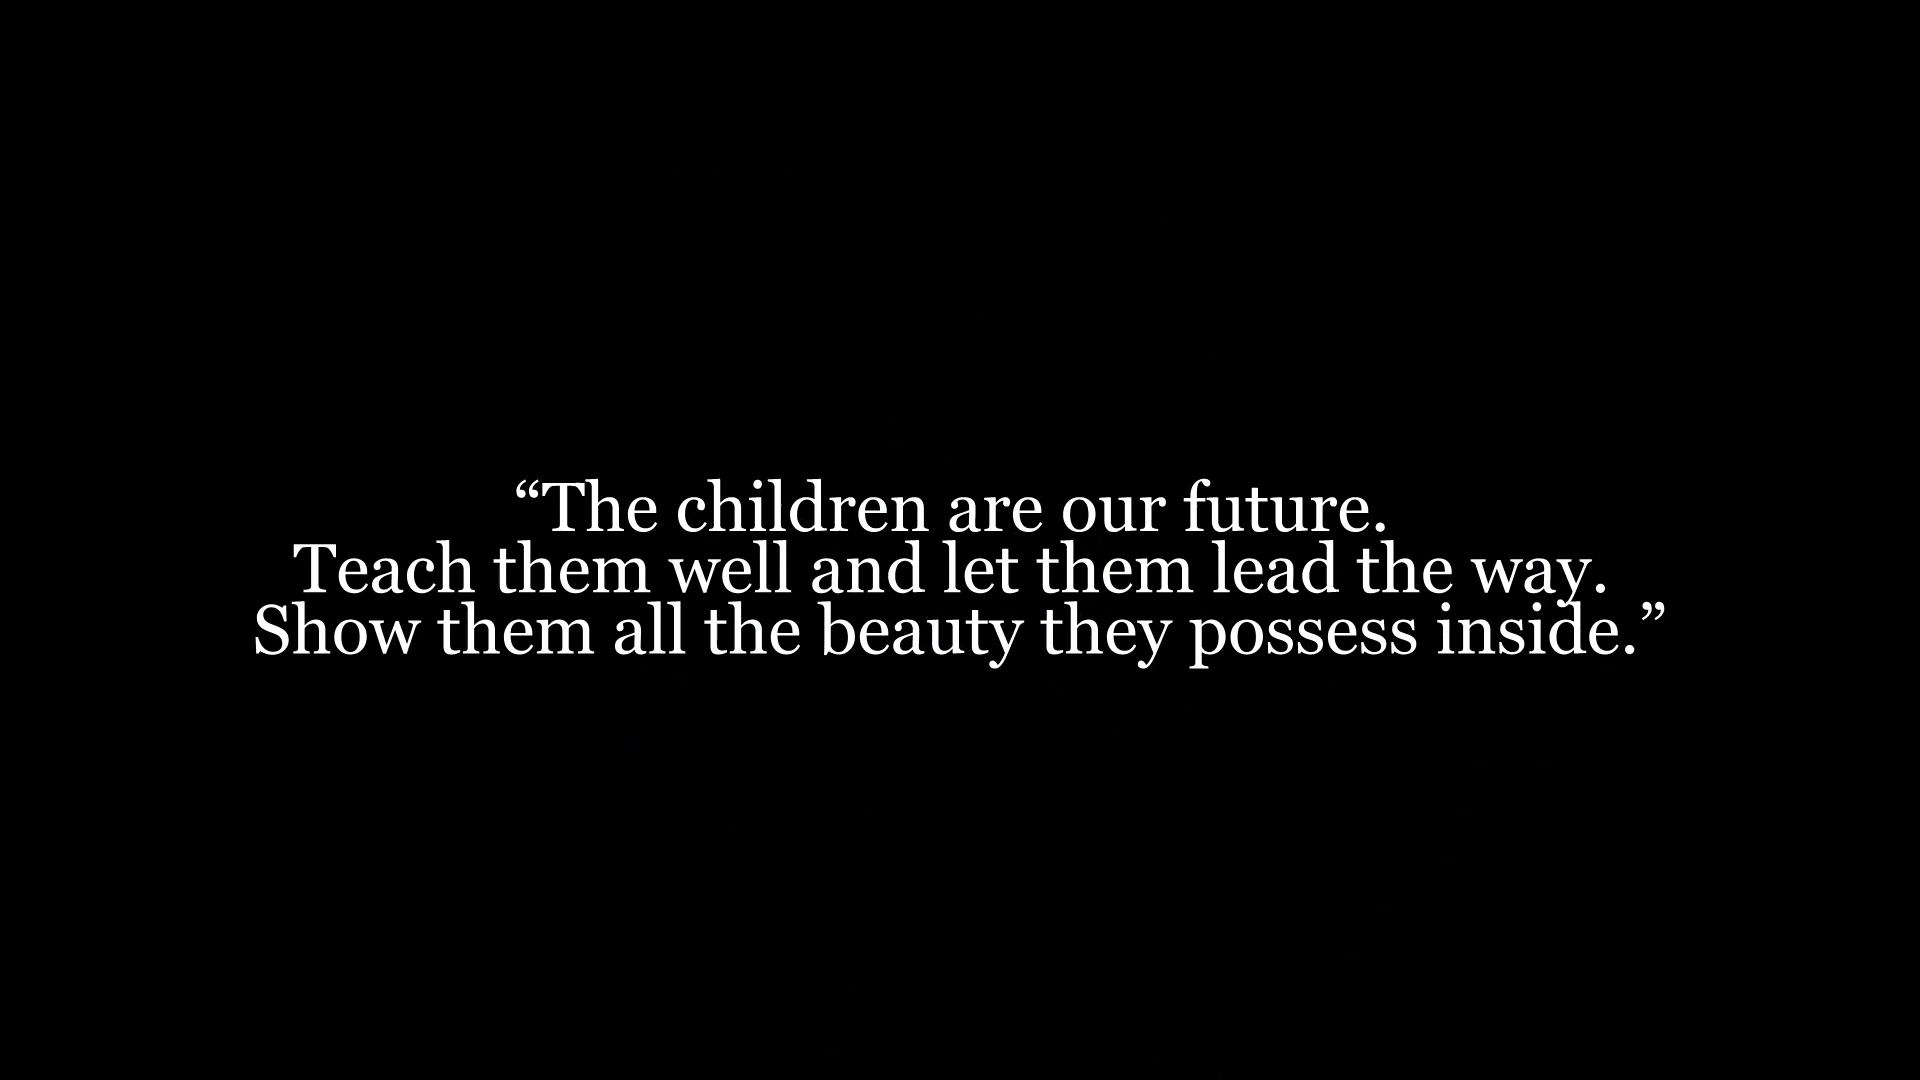 “The children are our future.
Teach them well and let them lead the way.
Show them all the beauty they possess inside.”